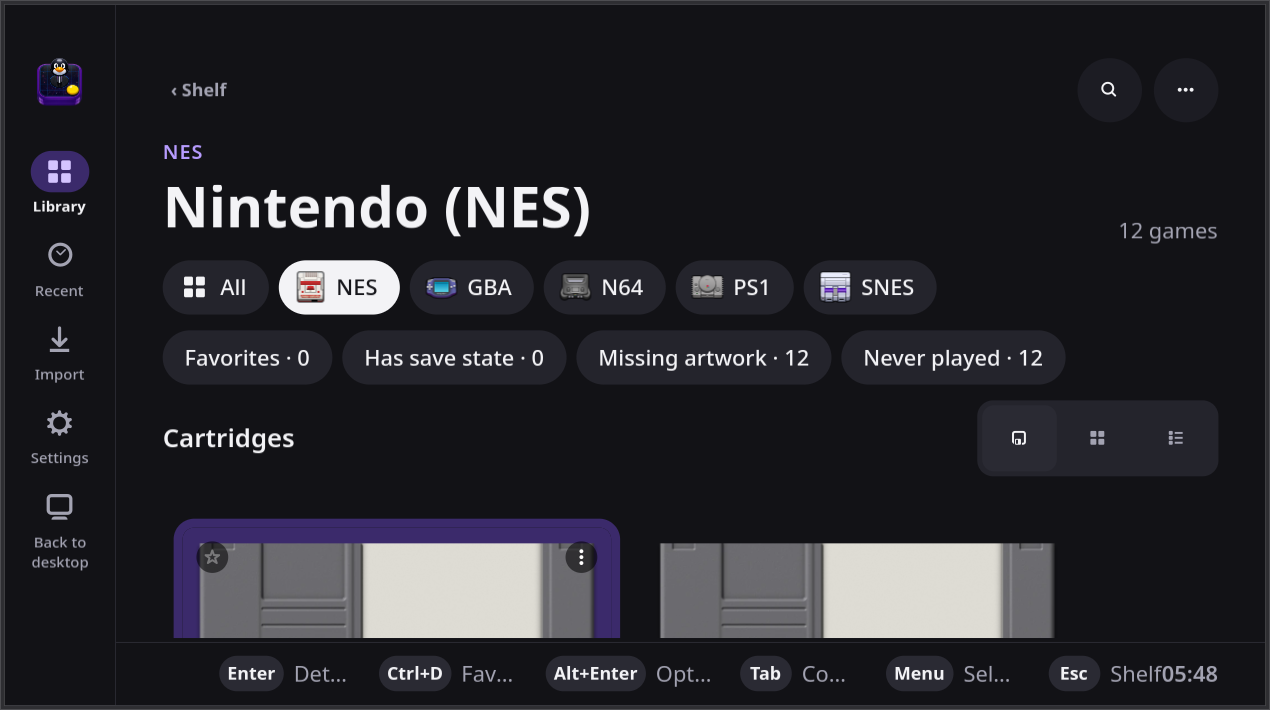 ‹ Shelf
NES
Nintendo (NES)
12 games
All
NES
GBA
N64
PS1
SNES
Favorites · 0
Has save state · 0
Missing artwork · 12
Never played · 12
Cartridges
Library
Recent
Import
Settings
Back to
desktop
Enter Det...
Ctrl+D Fav...
Alt+Enter Opt...
Tab Co...
Menu Sel...
Esc Shelf
05:48